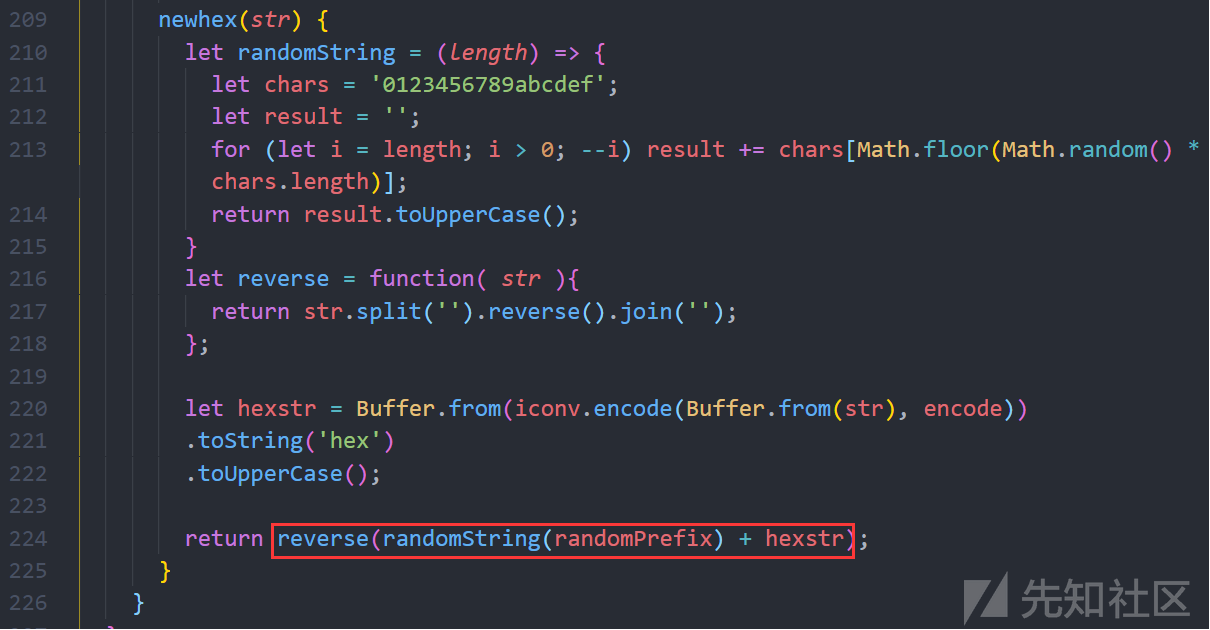 209 newhex(str) {
210 let randomString = (length) => {
211 let chars = '0123456789abcdef';
212 let result = '';
213 for (let i = length; i > 0; --i) result += chars[Math.floor(Math.random() *
chars.length)];
214 return result.toUpperCase();
215 }
216 let reverse = function( str ){
217 return str.split('').reverse().join('');
218 };
219
220 let hexstr = Buffer.from(iconv.encode(Buffer.from(str), encode))
221 .toString('hex')
222 .toUpperCase();
223
224 return reverse(randomString(randomPrefix) + hexstr);
225 }
226 }
先知社区